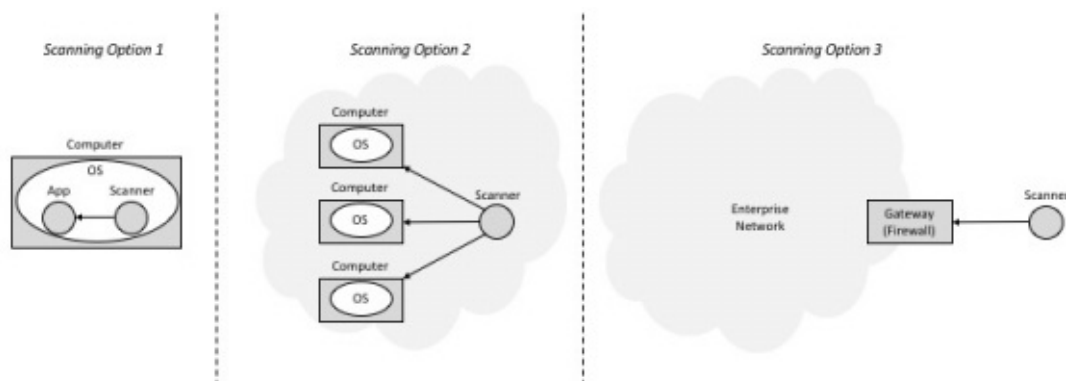 Scanning Option 1
Computer
OS
App
Scanner
Scanning Option 2
Computer
OS
Computer
OS
Computer
OS
Scanner
Scanning Option 3
Enterprise
Network
Gateway
(Firewall)
Scanner